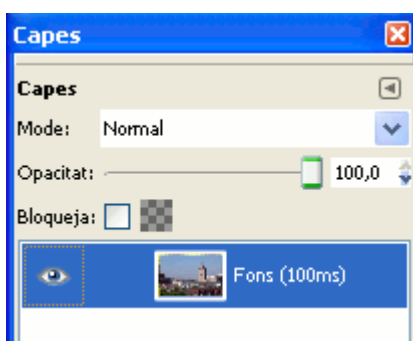 Capes
Capes
Mode: Normal
Opacitat: 100,0
Bloqueja:
Fons (100ms)